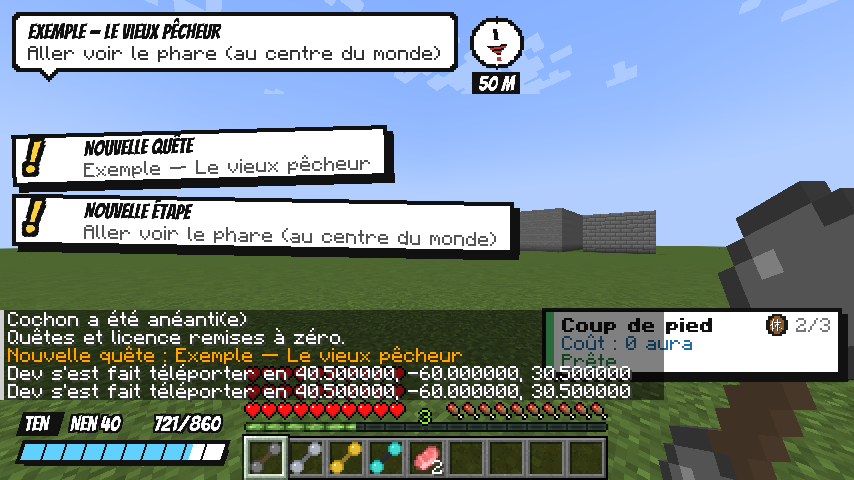 EXEMPLE – LE VIEUX PÊCHEUR
Aller voir le phare (au centre du monde)
50 M
NOUVELLE QUÊTE
Exemple — Le vieux pêcheur
NOUVELLE ÉTAPE
Aller voir le phare (au centre du monde)
Cochon a été anéanti(e)
Quêtes et licence remises à zéro.
Nouvelle quête : Exemple — Le vieux pêcheur
Dev s'est fait téléporter en 40.500000, -60.000000, 30.500000
Dev s'est fait téléporter en 40.500000, -60.000000, 30.500000
Coup de pied
2/3
Coût : 0 aura
Prête
TEN
NEN 40
721/860
3
2